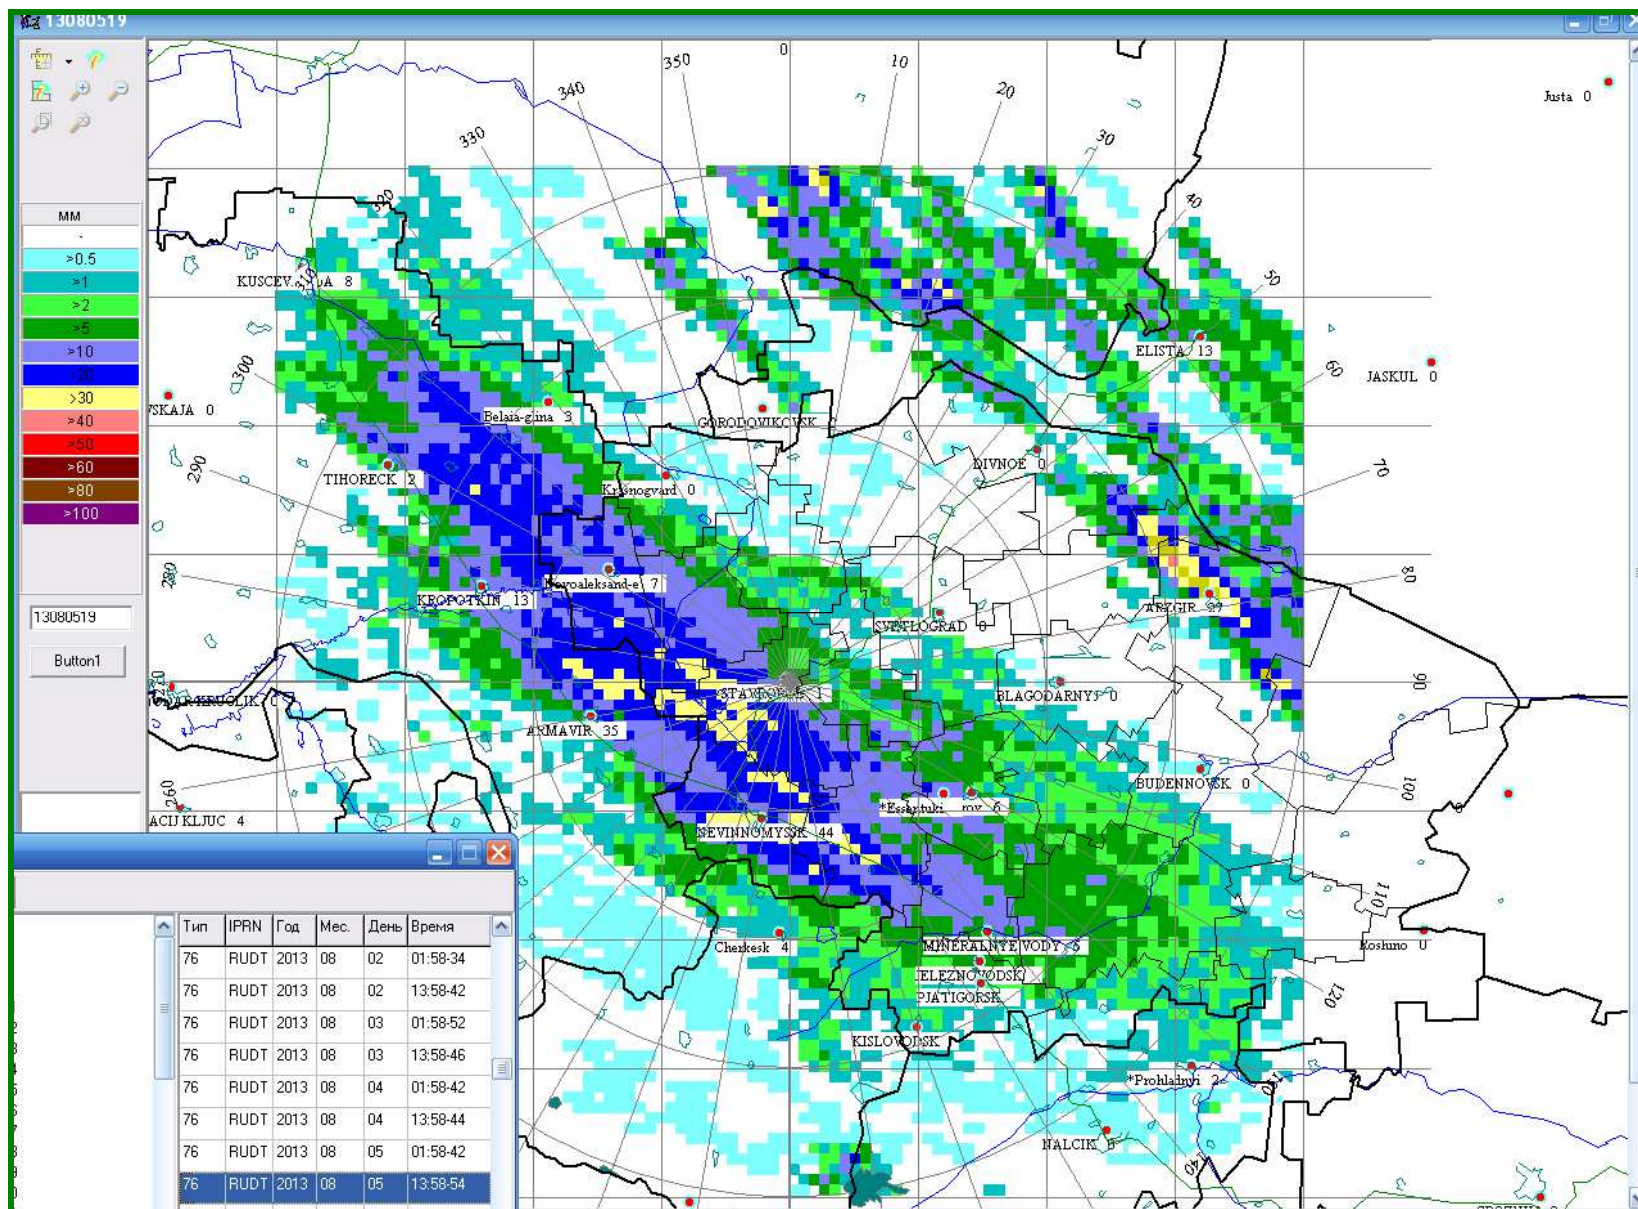 13080519
0
350
10
340
20
330
30
40
50
60
70
80
90
100
110
120
140
260
290
300
Justa 0
ELISTA 13
JASKUL 0
MM
-
>0.5
>1
>2
>5
>10
>30
>40
>50
>60
>80
>100
13080519
Button1
Belaia-glina 3
TIHORECK 2
Krasnogvard 0
DIVNOE 0
KROPOTKIN 13
7
SVETLOGRAD 0
BLAGODARNYJ 0
ARMAVIR 35
BUDENNOVSK 0
NEVINNOMYSSK 44
Cherkesk 4
MINERALNYE VODY 6
PJATIGORSK
KISLOVODSK
*Prohladnyi 2
NALCIK 6
ACIJ KLJUC 4
Тип IPRN Год Мес. День Время
76 RUDT 2013 08 02 01:58-34
76 RUDT 2013 08 02 13:58-42
76 RUDT 2013 08 03 01:58-52
76 RUDT 2013 08 03 13:58-46
76 RUDT 2013 08 04 01:58-42
76 RUDT 2013 08 04 13:58-44
76 RUDT 2013 08 05 01:58-42
76 RUDT 2013 08 05 13:58-54